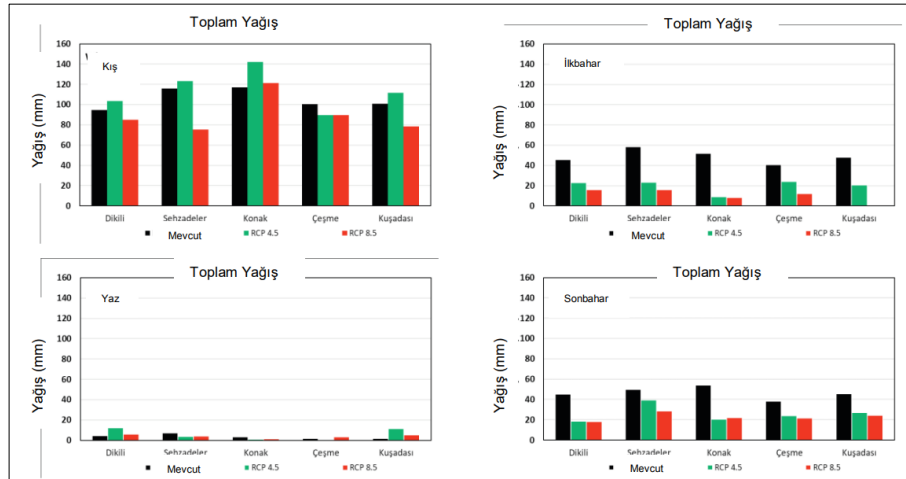 Toplam Yağış
Kış
Yağış (mm)
160
140
120
100
80
60
40
20
0
Dikili Sehzadeler Konak Çeşme Kuşadası
Mevcut RCP 4.5 RCP 8.5
Toplam Yağış
İlkbahar
Yağış (mm)
160
140
120
100
80
60
40
20
0
Dikili Sehzadeler Konak Çeşme Kuşadası
Mevcut RCP 4.5 RCP 8.5
Toplam Yağış
Yaz
Yağış (mm)
160
140
120
100
80
60
40
20
0
Dikili Sehzadeler Konak Çeşme Kuşadası
Mevcut RCP 4.5 RCP 8.5
Toplam Yağış
Sonbahar
Yağış (mm)
160
140
120
100
80
60
40
20
0
Dikili Sehzadeler Konak Çeşme Kuşadası
Mevcut RCP 4.5 RCP 8.5